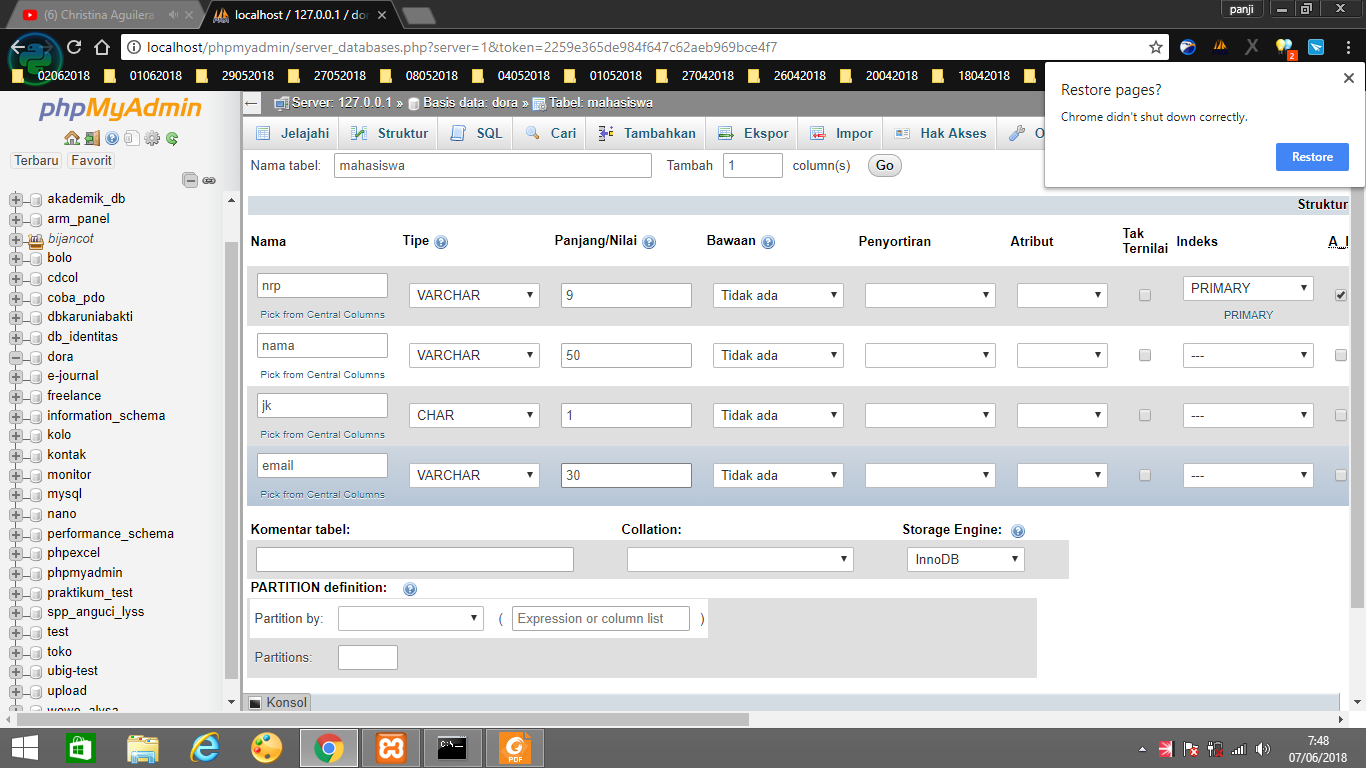 (6) Christina Aguilera
localhost / 127.0.0.1 / dor
panji
localhost/phpmyadmin/server_databases.php?server=1&token=2259e365de984f647c62aeb969bce4f7
2
02062018 01062018 29052018 27052018 08052018 04052018 01052018 27042018 26042018 20042018 18042018
Restore pages?
Chrome didn't shut down correctly.
Restore
phpMyAdmin
Terbaru Favorit
akademik_db
arm_panel
bijancot
bolo
cdcol
coba_pdo
dbkaruniabakti
db_identitas
dora
e-journal
freelance
information_schema
kolo
kontak
monitor
mysql
nano
performance_schema
phpexcel
phpmyadmin
praktikum_test
spp_anguci_lyss
test
toko
ubig-test
upload
wowo_alysa
Server: 127.0.0.1 » Basis data: dora » Tabel: mahasiswa
Jelajahi Struktur SQL Cari Tambahkan Ekspor Impor Hak Akses O
Nama tabel: mahasiswa Tambah 1 column(s) Go
Struktur
Nama Tipe Panjang/Nilai Bawaan Penyortiran Atribut Tak Ternilai Indeks A_I
nrp VARCHAR 9 Tidak ada PRIMARY
Pick from Central Columns PRIMARY
nama VARCHAR 50 Tidak ada ---
Pick from Central Columns
jk CHAR 1 Tidak ada ---
Pick from Central Columns
email VARCHAR 30 Tidak ada ---
Pick from Central Columns
Komentar tabel: Collation: Storage Engine:
InnoDB
PARTITION definition:
Partition by: ( Expression or column list )
Partitions:
Konsol
C:\_
PDF
7:48
07/06/2018